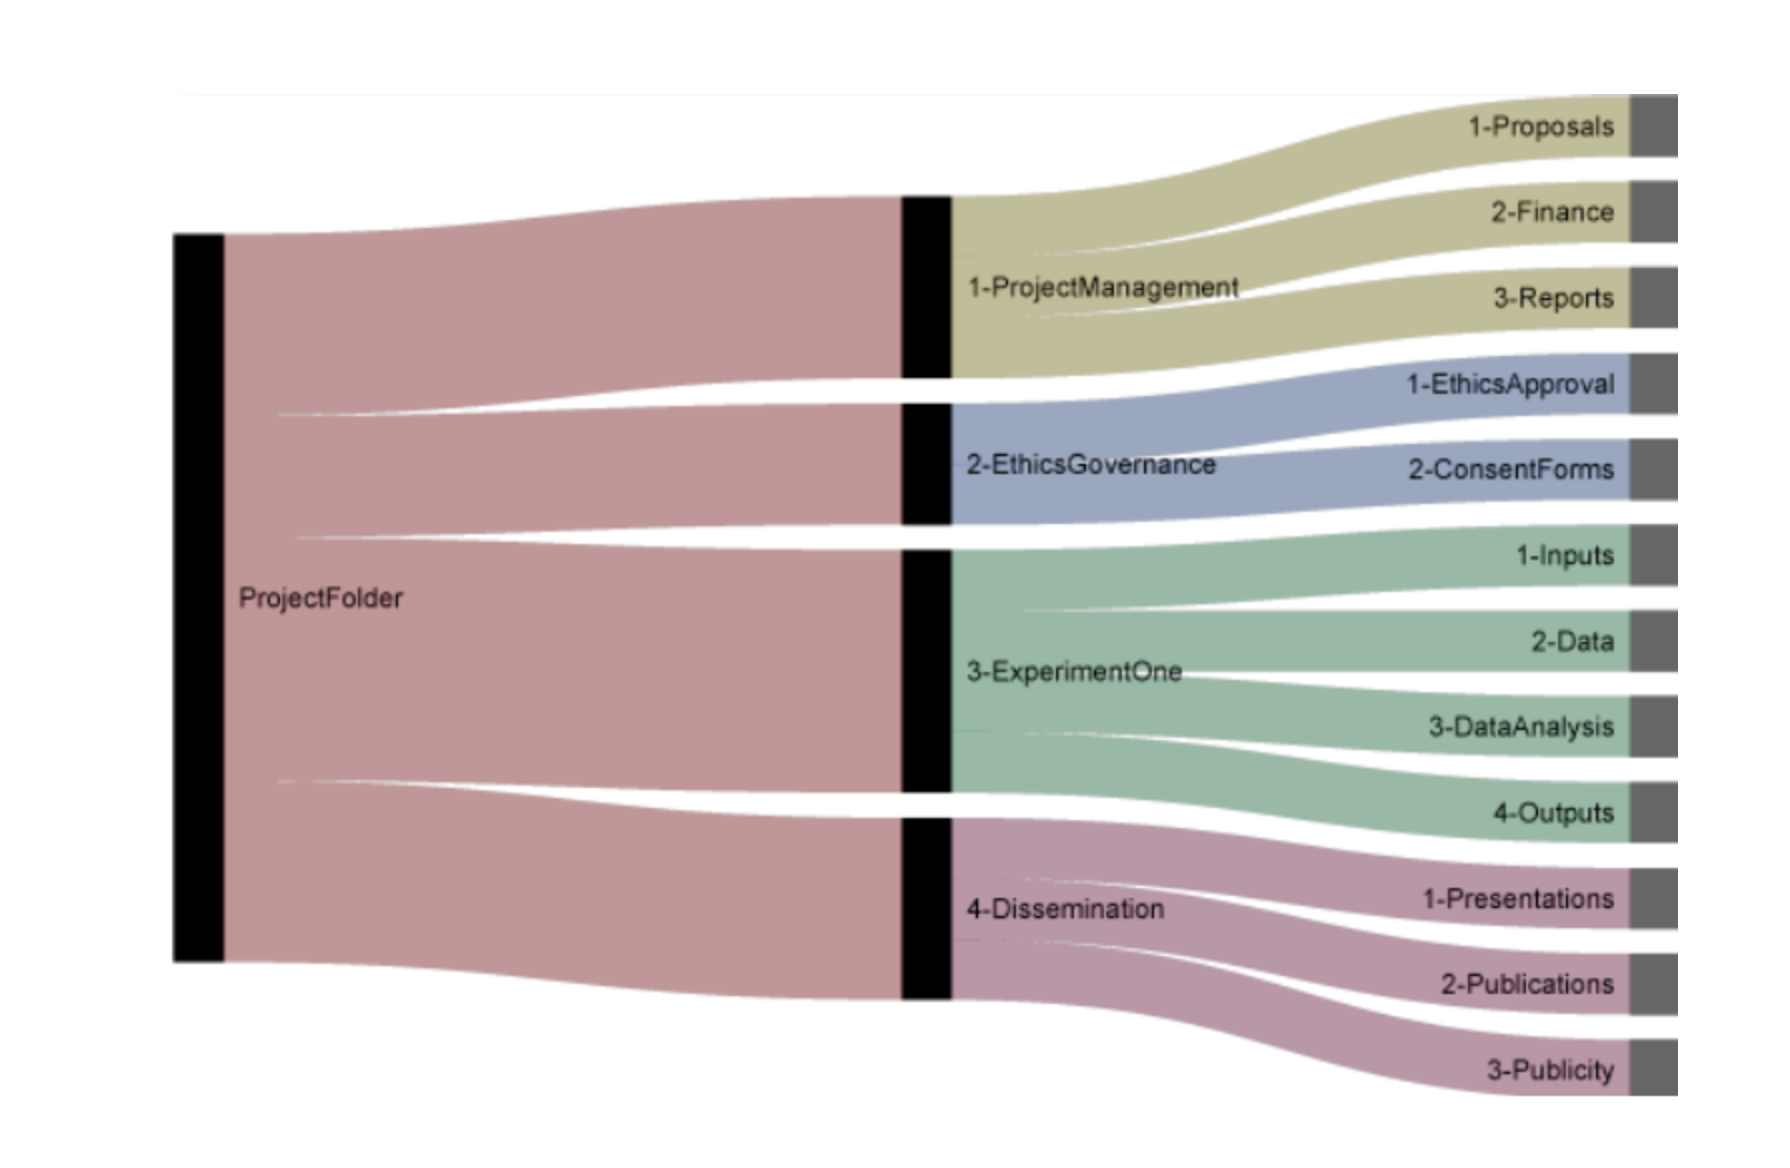 ProjectFolder
1-ProjectManagement
1-Proposals
2-Finance
3-Reports
2-EthicsGovernance
1-EthicsApproval
2-ConsentForms
3-ExperimentOne
1-Inputs
2-Data
3-DataAnalysis
4-Outputs
4-Dissemination
1-Presentations
2-Publications
3-Publicity